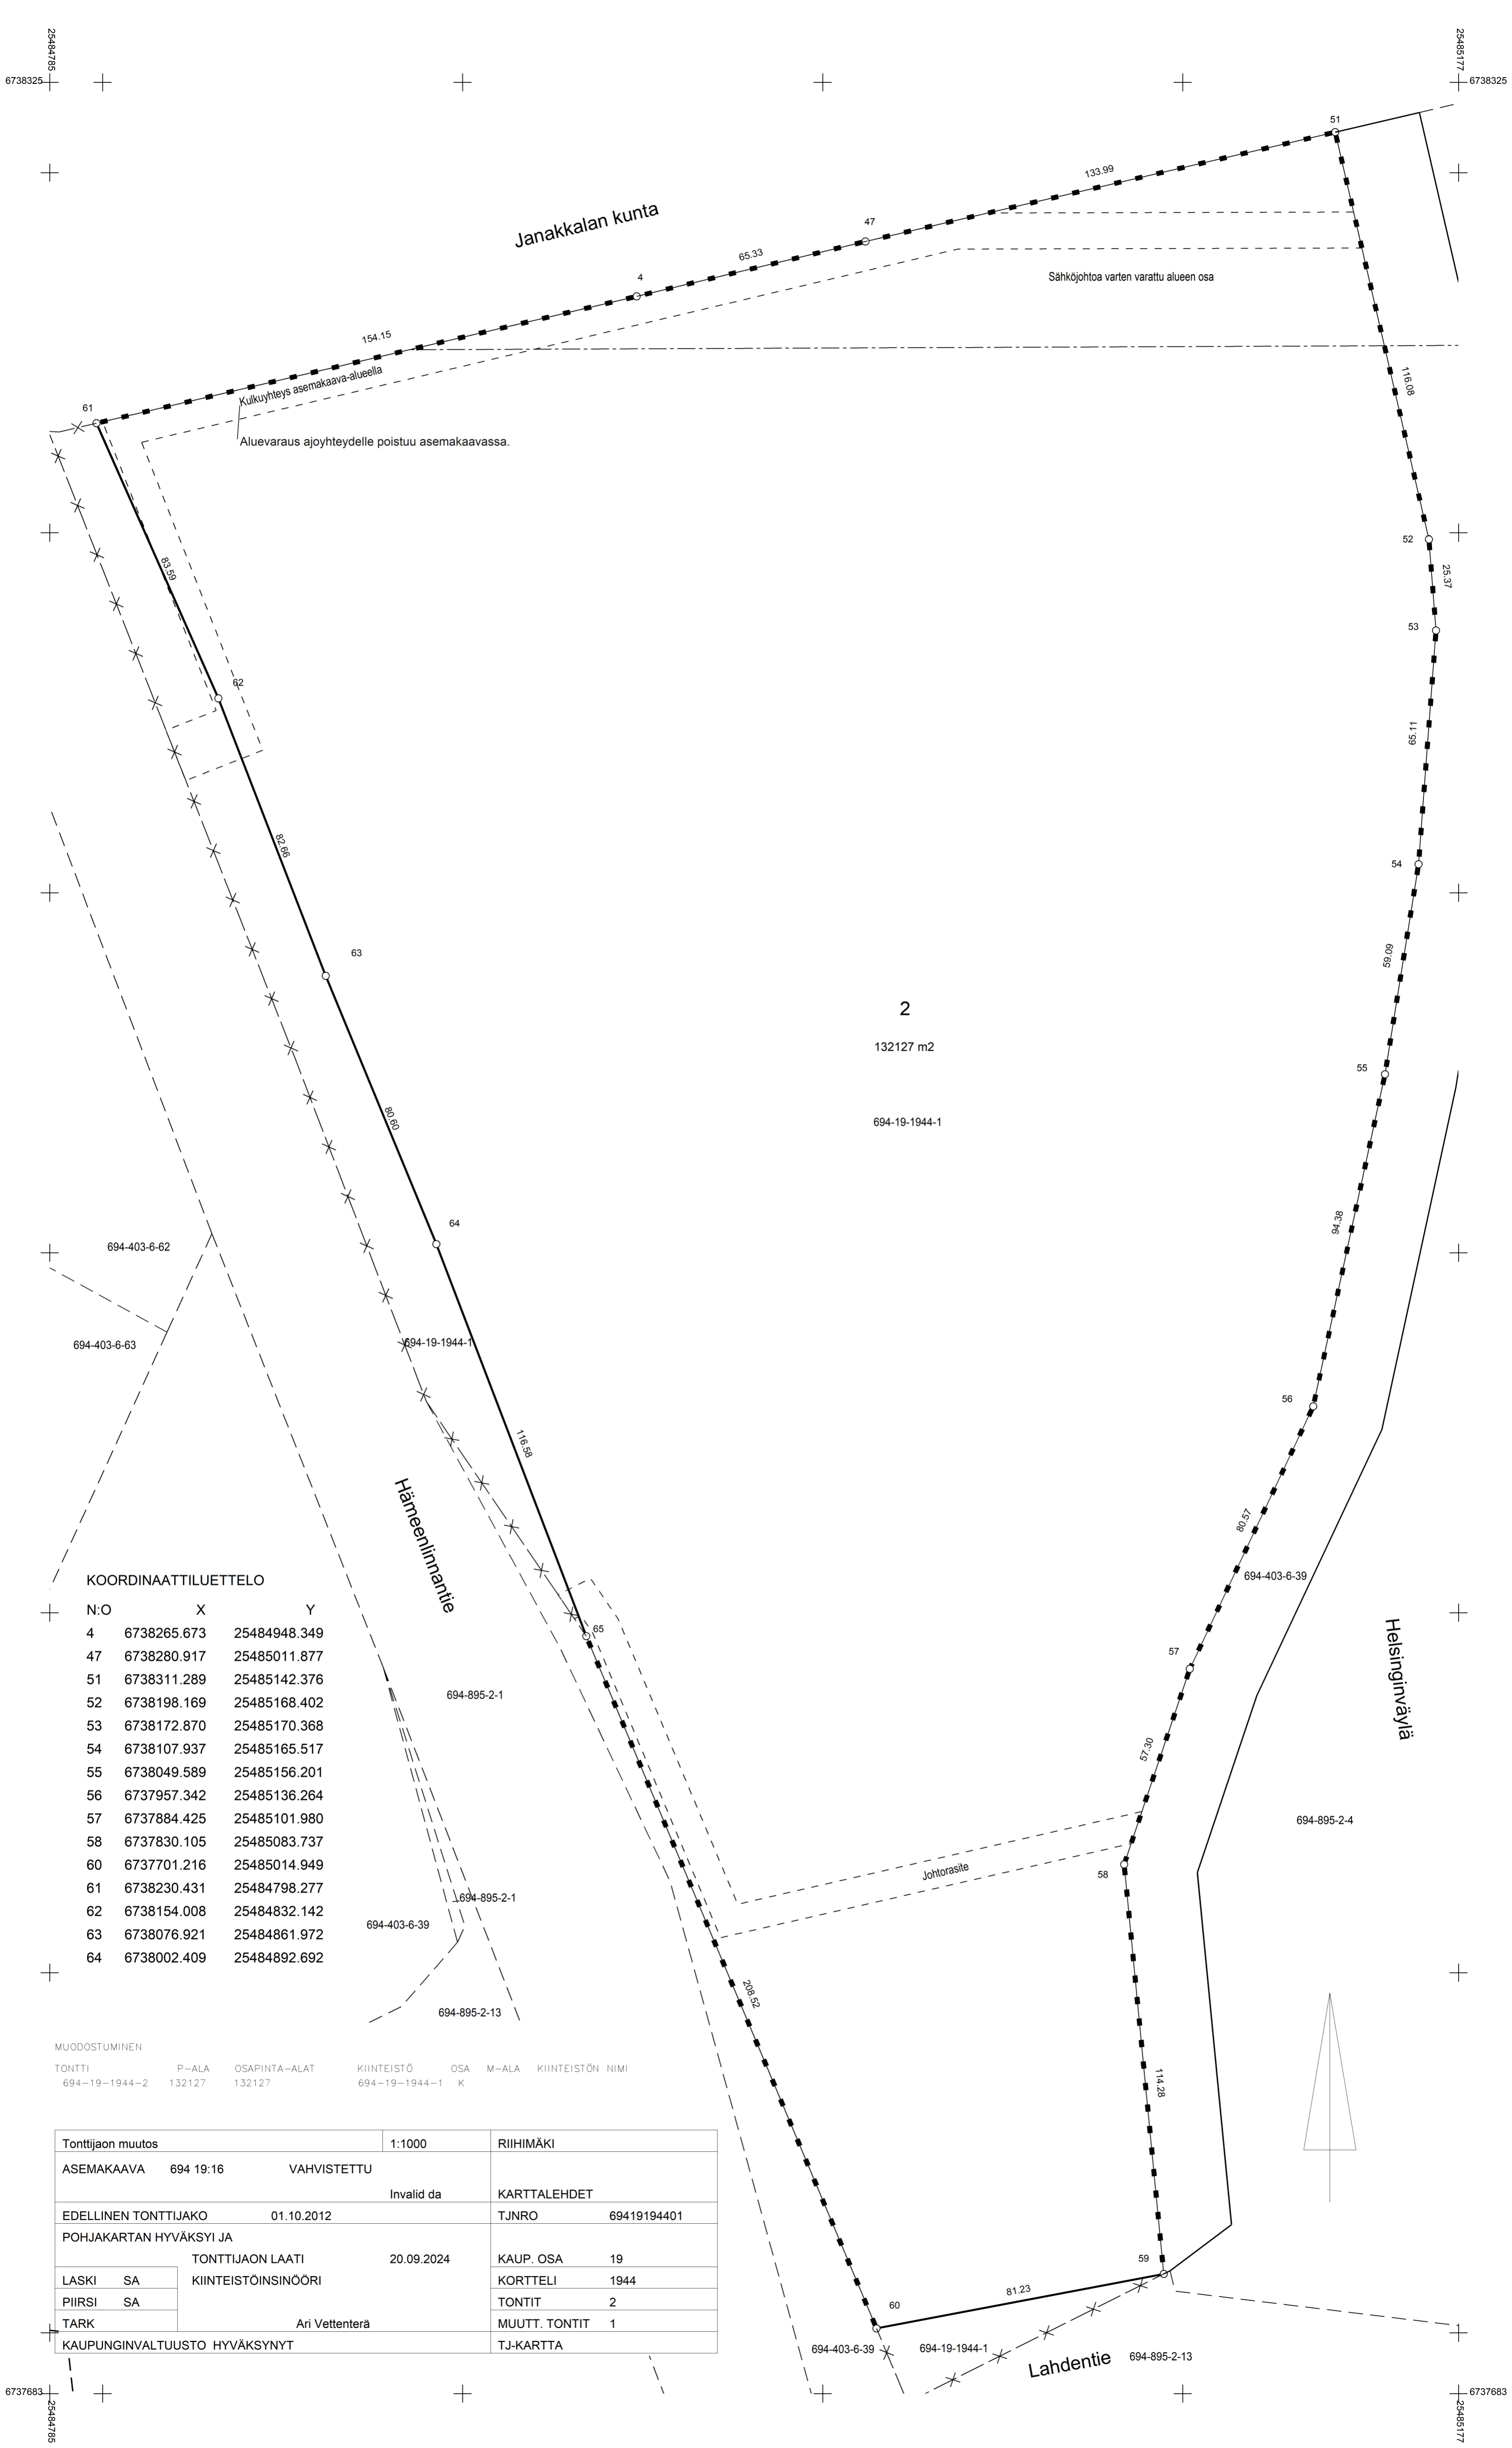 25484785
25485177
6738325
6738325
51
133.99
Janakkalan kunta
47
65.33
4
Sähköjohtoa varten varattu alueen osa
154.15
116.08
Kulkuyhteys asemakaava-alueella
61
Aluevaraus ajoyhteydelle poistuu asemakaavassa.
52
25.37
83.59
53
62
65.11
82.66
54
63
59.09
2
132127 m2
55
80.60
694-19-1944-1
64
94.38
694-403-6-62
694-403-6-63
694-19-1944-1
56
116.58
Hämeenlinnantie
80.57
694-403-6-39
65
57
Helsinginväylä
694-895-2-1
57.30
694-895-2-4
Johtorasite
58
KOORDINAATTILUETTELO
N:O X Y
4 6738265.673 25484948.349
47 6738280.917 25485011.877
51 6738311.289 25485142.376
52 6738198.169 25485168.402
53 6738172.870 25485170.368
54 6738107.937 25485165.517
55 6738049.589 25485156.201
56 6737957.342 25485136.264
57 6737884.425 25485101.980
58 6737830.105 25485083.737
60 6737701.216 25485014.949
61 6738230.431 25484798.277
62 6738154.008 25484832.142
63 6738076.921 25484861.972
64 6738002.409 25484892.692
694-895-2-1
694-403-6-39
694-895-2-13
208.52
114.28
MUODOSTUMINEN
TONTTI P-ALA OSAPINTA-ALAT KIINTEISTÖ OSA M-ALA KIINTEISTÖN NIMI
694-19-1944-2 132127 132127 694-19-1944-1 K
Tonttijaon muutos 1:1000 RIIHIMÄKI
ASEMAKAAVA 694 19:16 VAHVISTETTU
Invalid da KARTTALEHDET
EDELLINEN TONTTIJAKO 01.10.2012 TJNRO 69419194401
POHJAKARTAN HYVÄKSYI JA
TONTTIJAON LAATI 20.09.2024 KAUP. OSA 19
LASKI SA KIINTEISTÖINSINÖÖRI KORTTELI 1944
PIIRSI SA TONTIT 2
TARK Ari Vettenterä MUUTT. TONTIT 1
KAUPUNGINVALTUUSTO HYVÄKSYNYT TJ-KARTTA
59
81.23
60
694-403-6-39
694-19-1944-1
Lahdentie
694-895-2-13
6737683
6737683
25484785
25485177